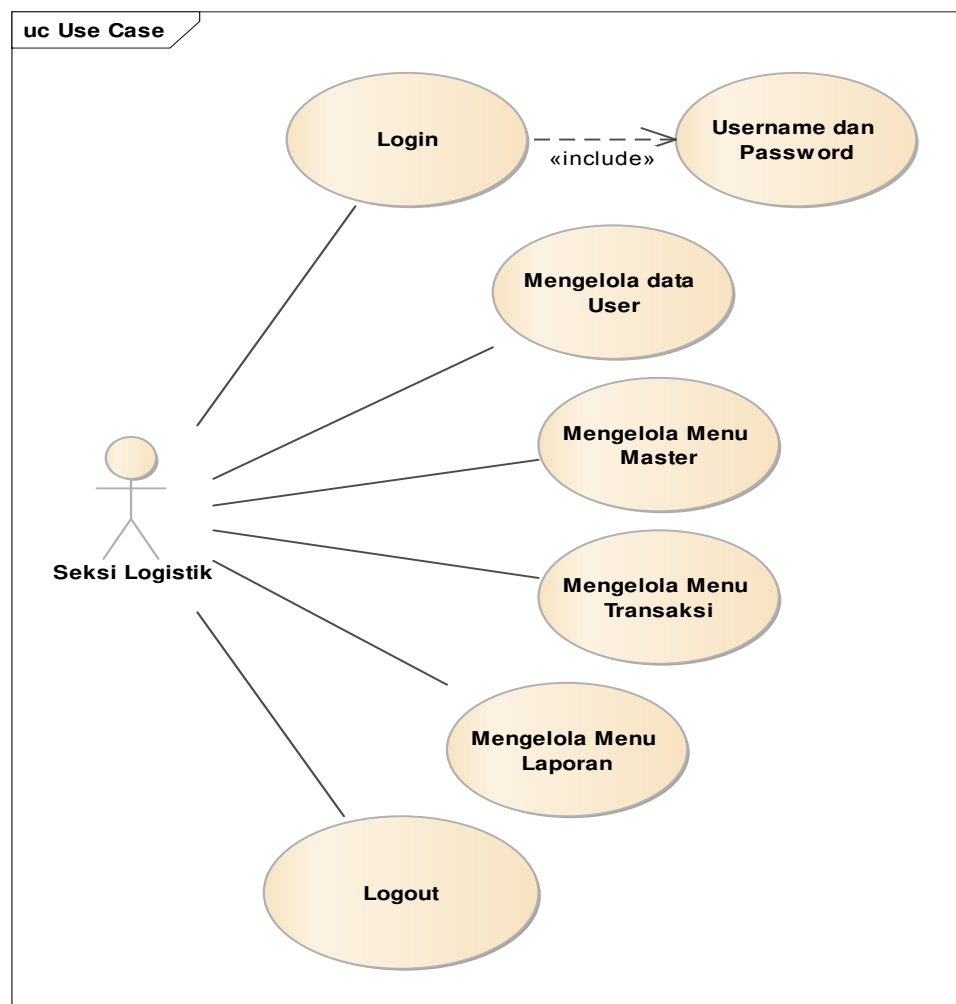 uc Use Case
Login
«include»
Username dan
Password
Mengelola data
User
Mengelola Menu
Master
Seksi Logistik
Mengelola Menu
Transaksi
Mengelola Menu
Laporan
Logout